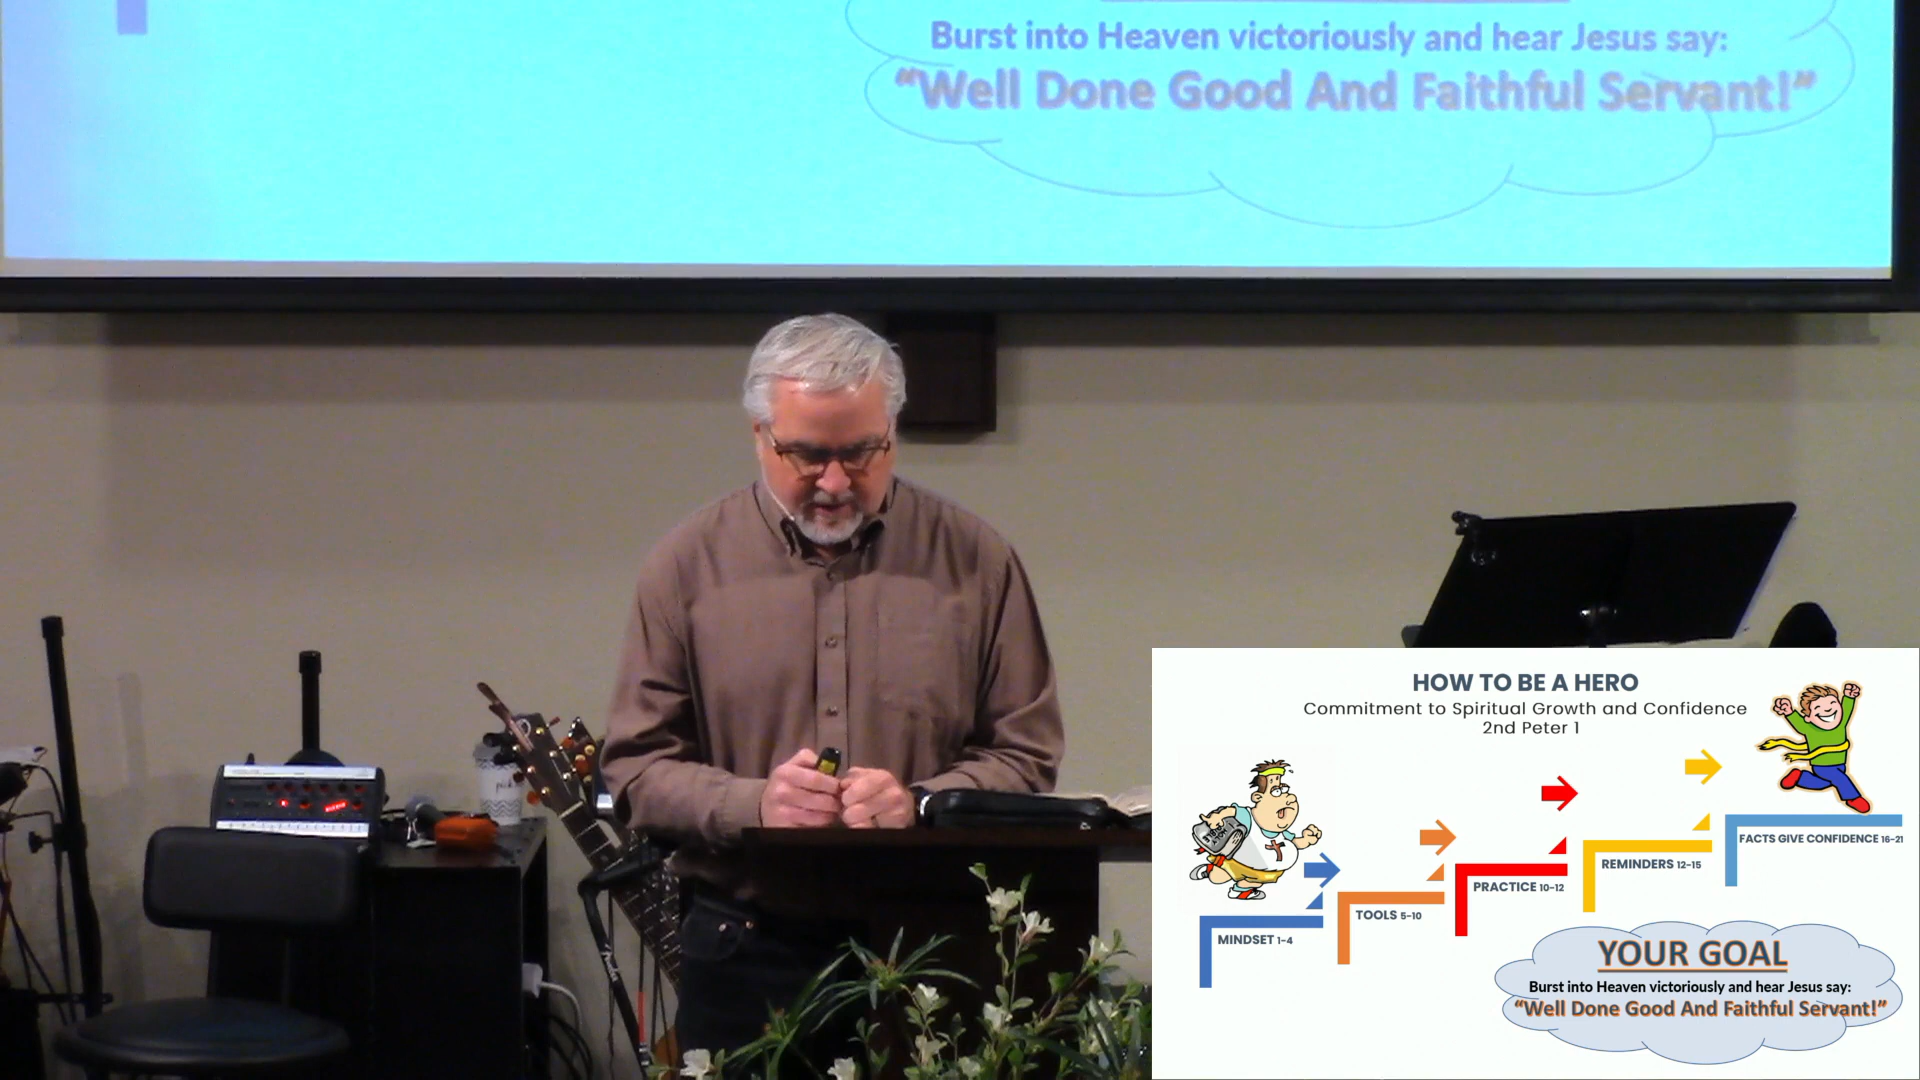 Burst into Heaven victoriously and hear Jesus say:
“Well Done Good And Faithful Servant!”
HOW TO BE A HERO
Commitment to Spiritual Growth and Confidence
2nd Peter 1
FACTS GIVE CONFIDENCE 16-21
REMINDERS 12-15
PRACTICE 10-12
TOOLS 5-10
MINDSET 1-4
YOUR GOAL
Burst into Heaven victoriously and hear Jesus say:
“Well Done Good And Faithful Servant!”